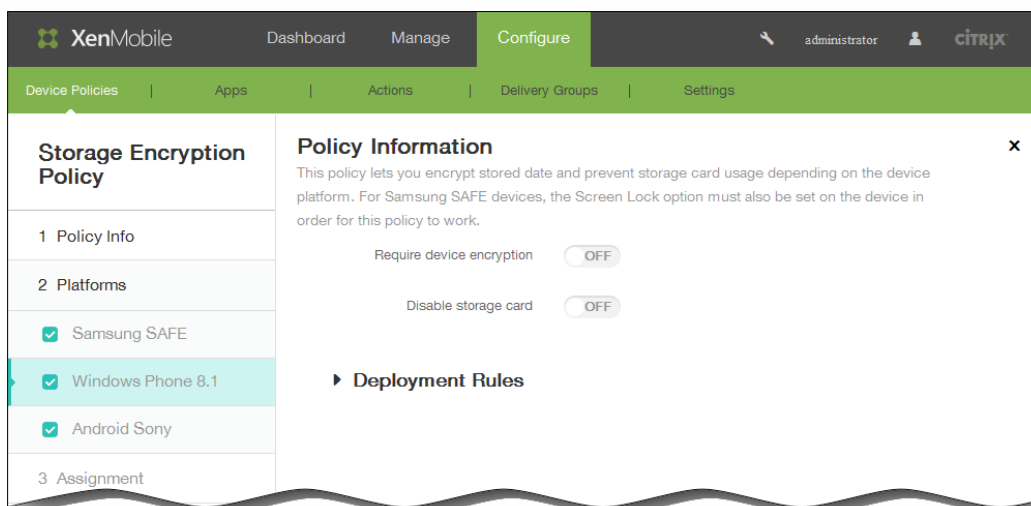 XenMobile Dashboard Manage Configure administrator CITRIX
Device Policies | Apps | Actions | Delivery Groups | Settings
Storage Encryption
Policy
1 Policy Info
2 Platforms
Samsung SAFE
Windows Phone 8.1
Android Sony
3 Assignment
Policy Information
x
This policy lets you encrypt stored date and prevent storage card usage depending on the device
platform. For Samsung SAFE devices, the Screen Lock option must also be set on the device in
order for this policy to work.
Require device encryption OFF
Disable storage card OFF
Deployment Rules